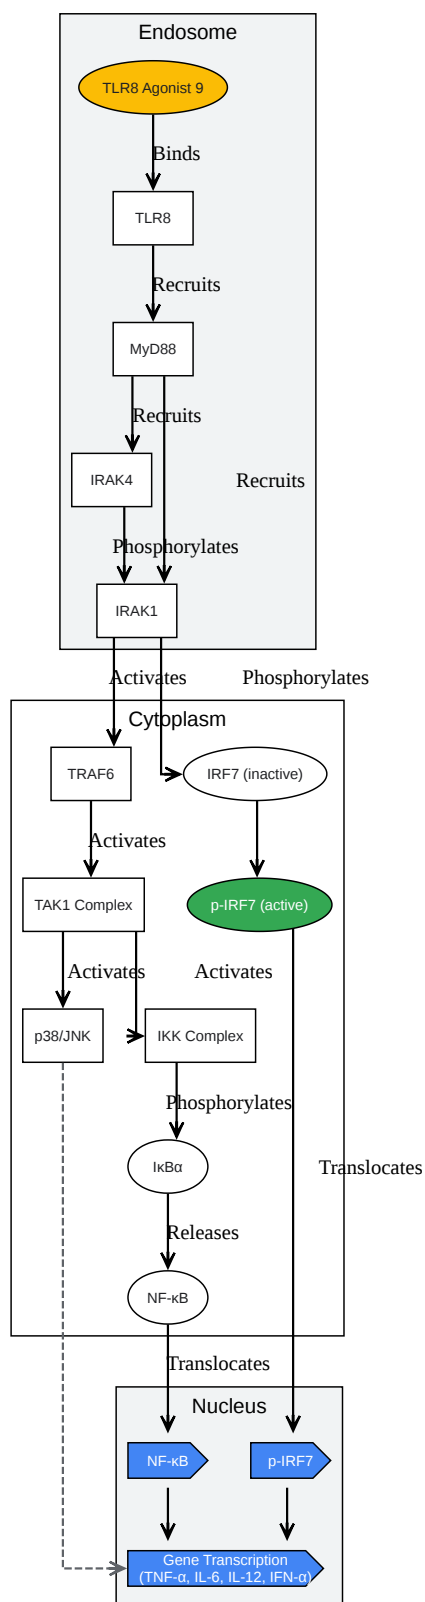 Endosome
TLR8 Agonist 9
Binds
TLR8
Recruits
MyD88
Recruits
IRAK4
Recruits
Phosphorylates
IRAK1
Activates
Phosphorylates
Cytoplasm
TRAF6
IRF7 (inactive)
Activates
TAK1 Complex
p-IRF7 (active)
Activates
Activates
p38/JNK
IKK Complex
Phosphorylates
IκBα
Translocates
Releases
NF-κB
Translocates
Nucleus
NF-κB
p-IRF7
Gene Transcription
(TNF-α, IL-6, IL-12, IFN-α)